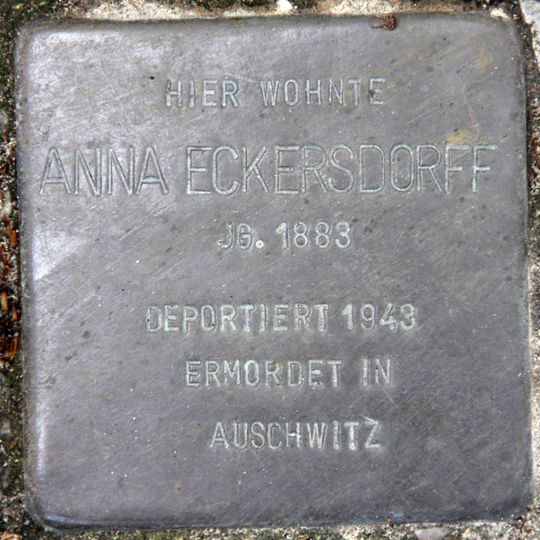 HIER WOHNTE
ANNA ECKERSDORFF
JG. 1883
DEPORTIERT 1943
ERMORDET IN
AUSCHWITZ